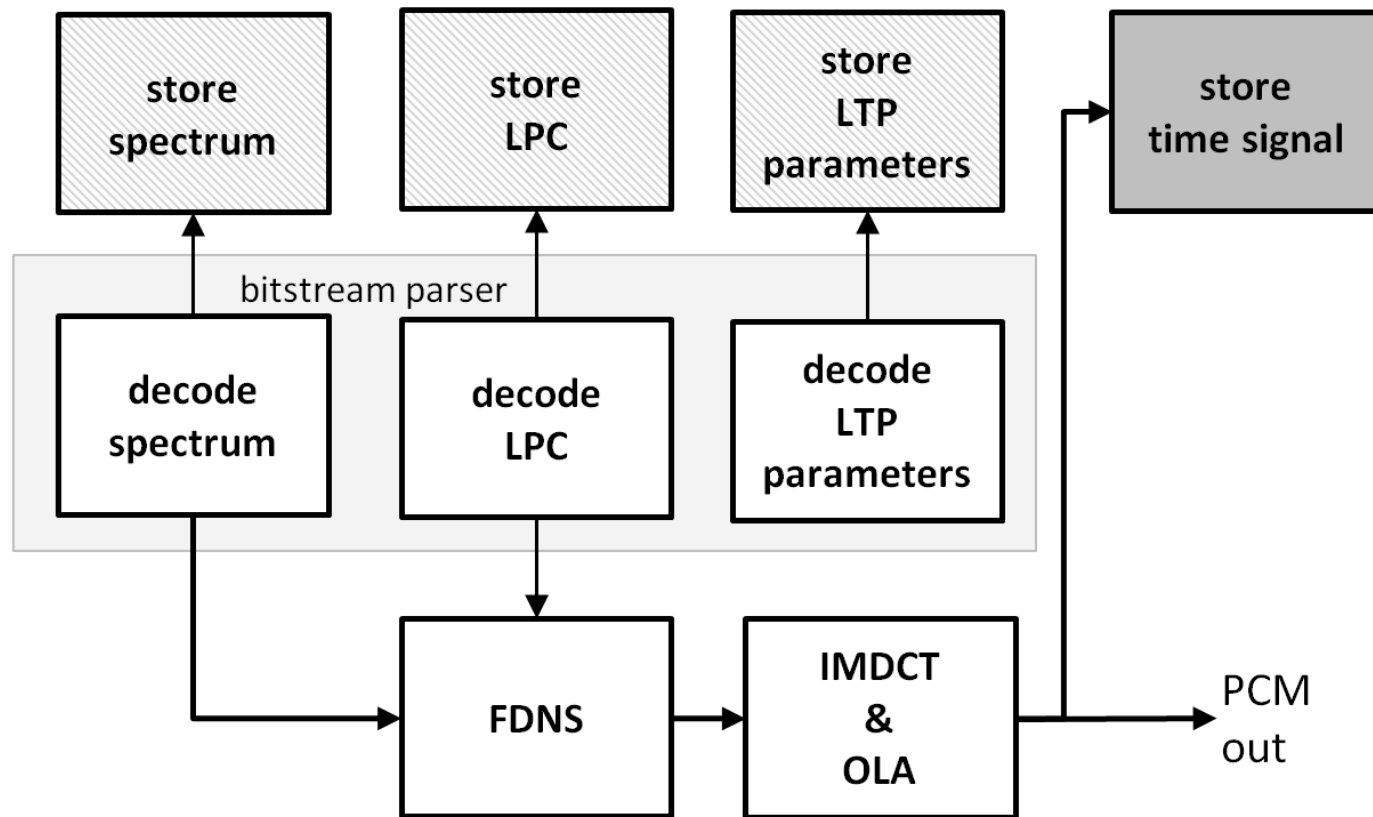 store
spectrum
store
LPC
store
LTP
parameters
store
time signal
bitstream parser
decode
spectrum
decode
LPC
decode
LTP
parameters
FDNS
IMDCT
&
OLA
PCM
out